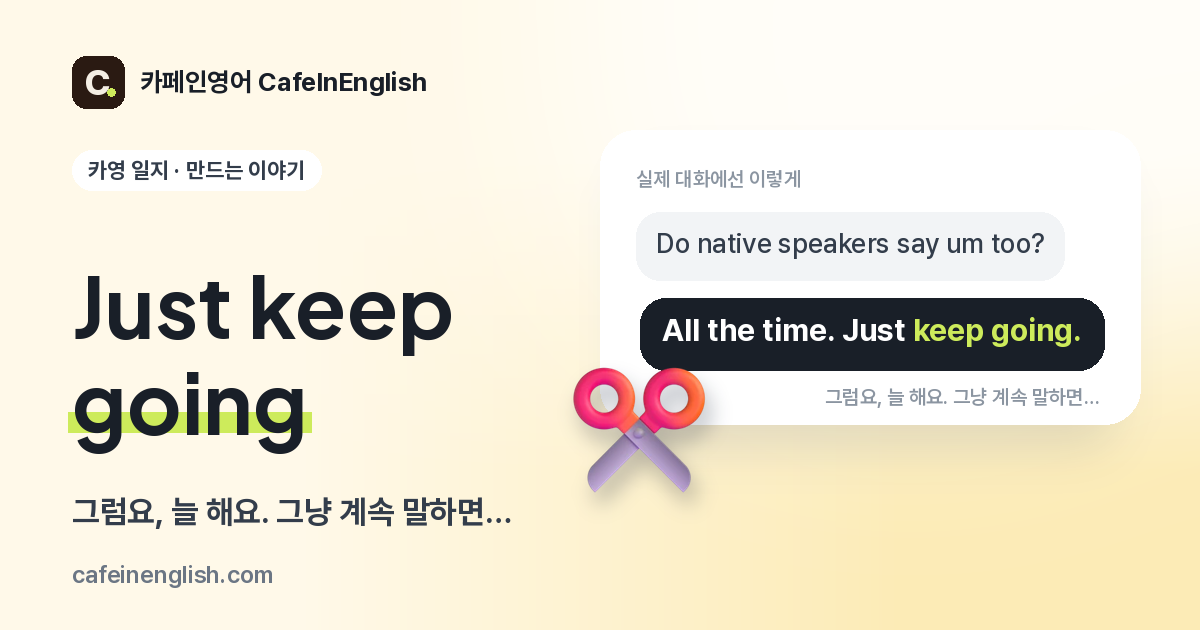 C
카페인영어 CafeInEnglish
카영 일지 · 만드는 이야기
Just keep
going
그럼요, 늘 해요. 그냥 계속 말하면...
cafeinenglish.com
실제 대화에선 이렇게
Do native speakers say um too?
All the time. Just keep going.
그럼요, 늘 해요. 그냥 계속 말하면...